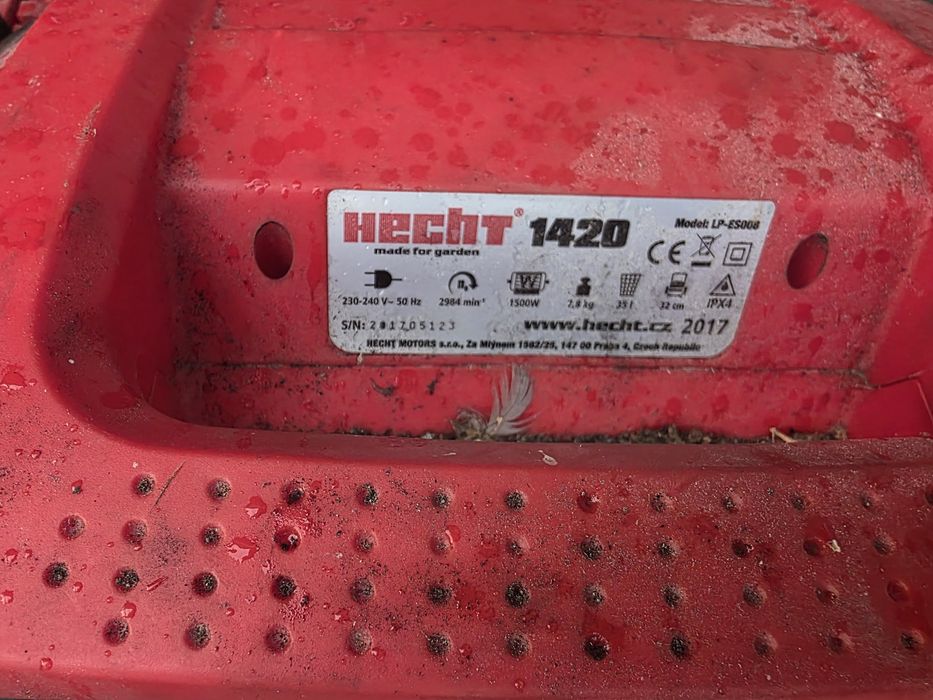 HECHT® 1420 Model: LP-ES008
made for garden
230-240 V~ 50 Hz 2984 min⁻¹ 1500W 7,8 kg 35 l 32 cm IPX4
S/N: 201705123 www.hecht.cz 2017
HECHT MOTORS s.r.o., Za Mlýnem 1562/25, 147 00 Praha 4, Czech Republic